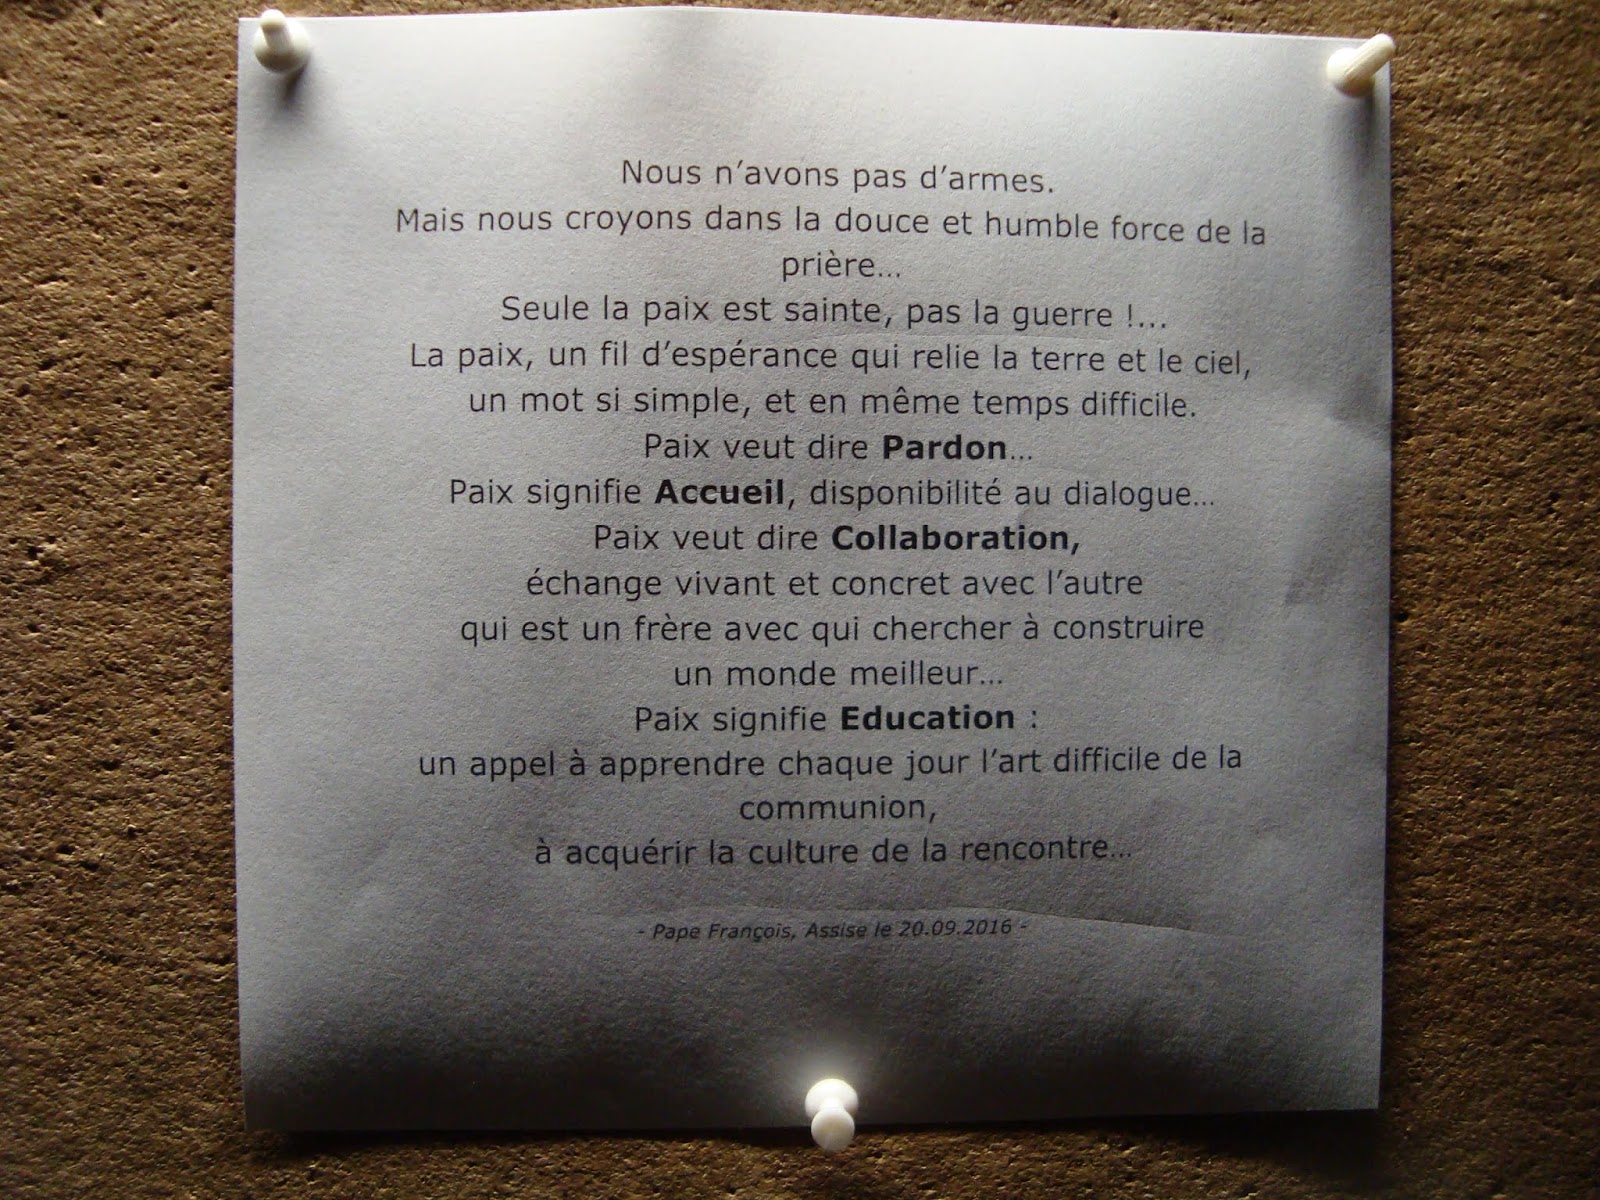 Nous n’avons pas d’armes.
Mais nous croyons dans la douce et humble force de la
prière…
Seule la paix est sainte, pas la guerre !…
La paix, un fil d’espérance qui relie la terre et le ciel,
un mot si simple, et en même temps difficile.
Paix veut dire Pardon…
Paix signifie Accueil, disponibilité au dialogue…
Paix veut dire Collaboration,
échange vivant et concret avec l’autre
qui est un frère avec qui chercher à construire
un monde meilleur…
Paix signifie Education :
un appel à apprendre chaque jour l’art difficile de la
communion,
à acquérir la culture de la rencontre…
- Pape François, Assise le 20.09.2016 -